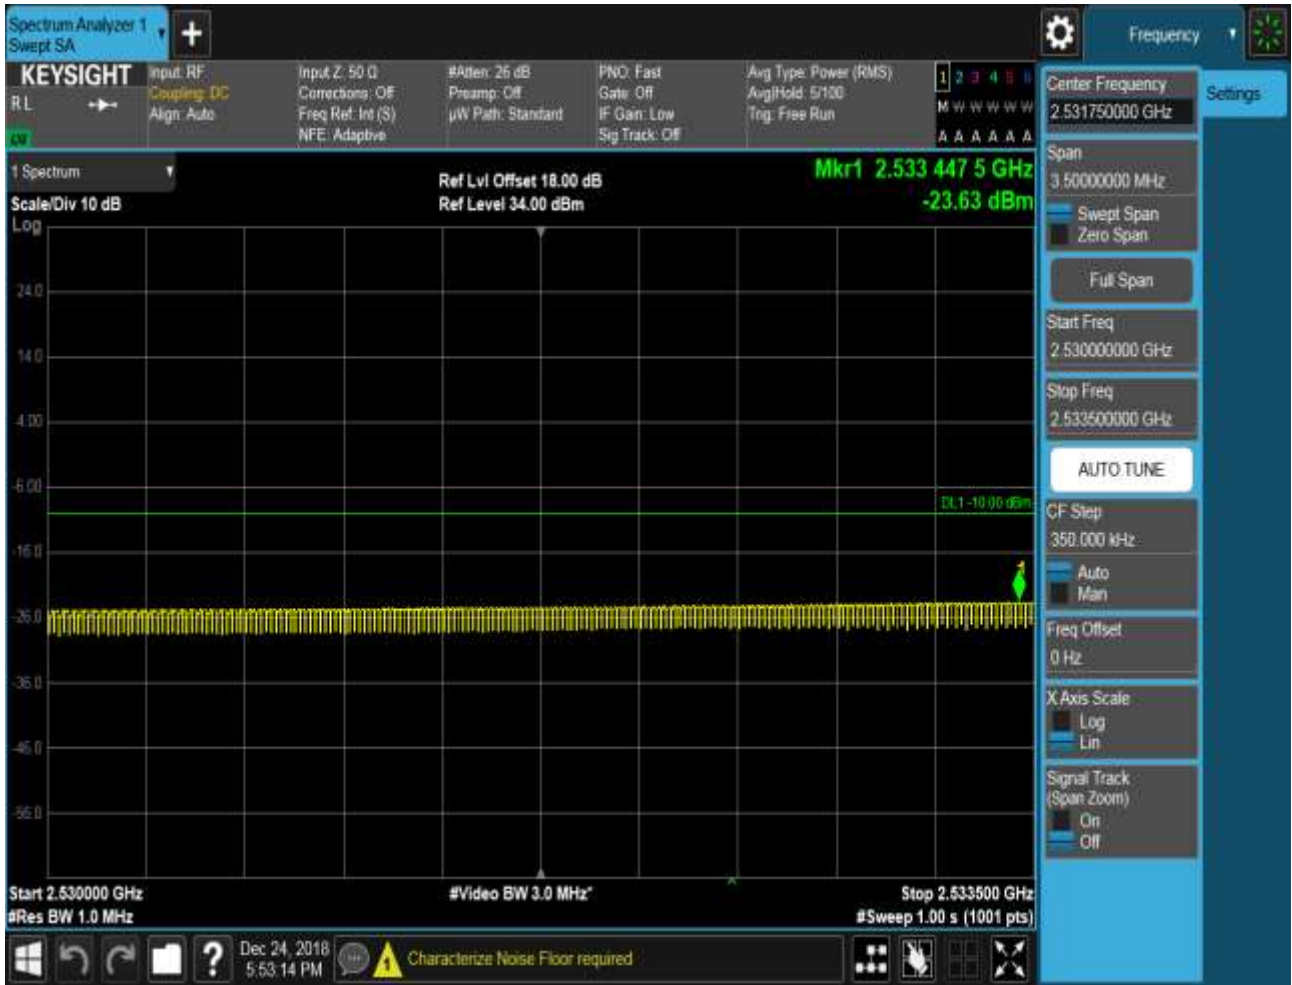 Spectrum Analyzer 1
Swept SA
+
Frequency
KEYSIGHT
R L
Input: RF
Coupling: DC
Align: Auto
Input Z: 50 Ω
Corrections: Off
Freq Ref: Int (S)
NFE: Adaptive
#Atten: 26 dB
Preamp: Off
µW Path: Standard
PNO: Fast
Gate: Off
IF Gain: Low
Sig Track: Off
Avg Type: Power (RMS)
Avg|Hold: 5/100
Trig: Free Run
1 2 3 4 5 6
M W W W W W
A A A A A A
Center Frequency
2.531750000 GHz
Settings
Span
3.50000000 MHz
Swept Span
Zero Span
Full Span
Start Freq
2.530000000 GHz
Stop Freq
2.533500000 GHz
AUTO TUNE
CF Step
350.000 kHz
Auto
Man
Freq Offset
0 Hz
X Axis Scale
Log
Lin
Signal Track
(Span Zoom)
On
Off
1 Spectrum
Scale/Div 10 dB
Log
Ref Lvl Offset 18.00 dB
Ref Level 34.00 dBm
Mkr1 2.533 447 5 GHz
-23.63 dBm
24.0
14.0
4.00
-6.00
DL1 -10.00 dBm
-16.0
1
-26.0
-36.0
-46.0
-56.0
Start 2.530000 GHz
#Video BW 3.0 MHz*
Stop 2.533500 GHz
#Res BW 1.0 MHz
#Sweep 1.00 s (1001 pts)
?
Dec 24, 2018
5:53:14 PM
1
Characterize Noise Floor required